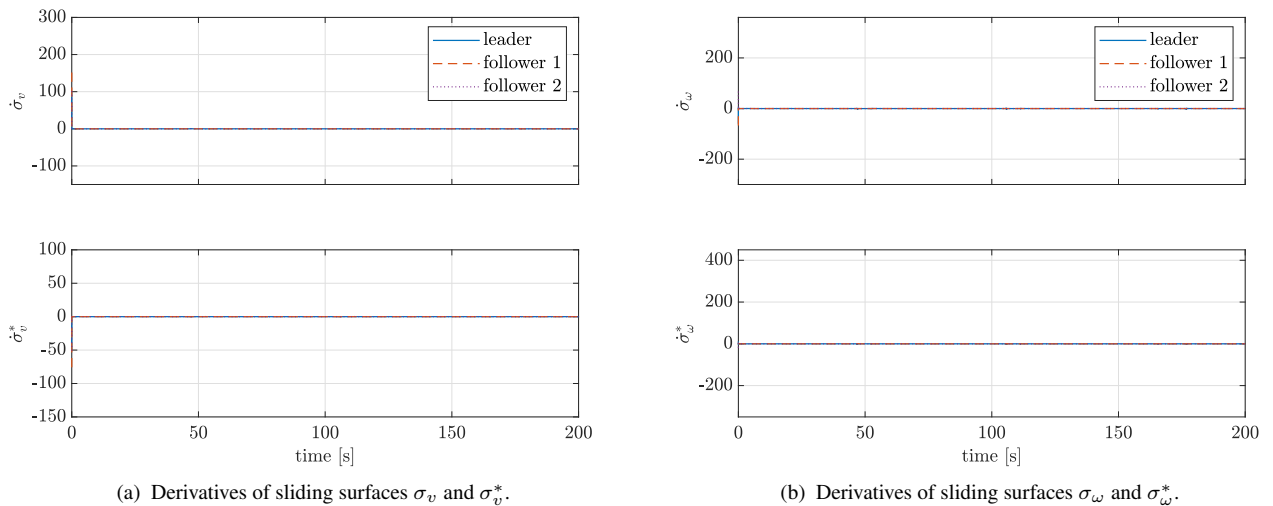 300
200
100
0
-100
σ̇_v
leader
follower 1
follower 2
100
50
0
-50
-100
-150
σ̇*_v
0 50 100 150 200
time [s]
(a) Derivatives of sliding surfaces σ_v and σ*_v.
200
0
-200
σ̇_ω
leader
follower 1
follower 2
400
200
0
-200
σ̇*_ω
0 50 100 150 200
time [s]
(b) Derivatives of sliding surfaces σ_ω and σ*_ω.